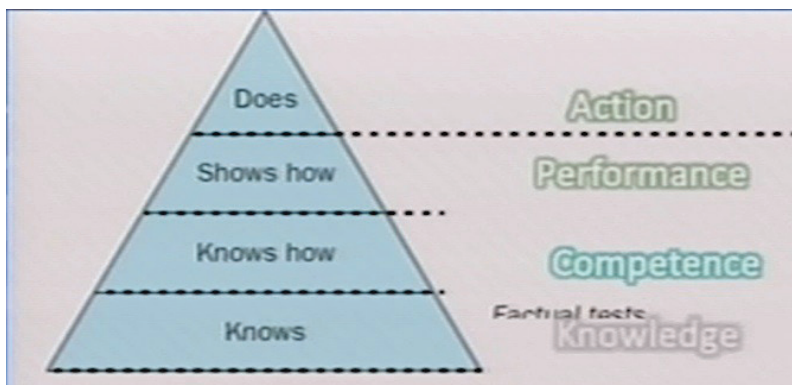 Does
Action
Shows how
Performance
Knows how
Competence
Factual tests
Knows
Knowledge